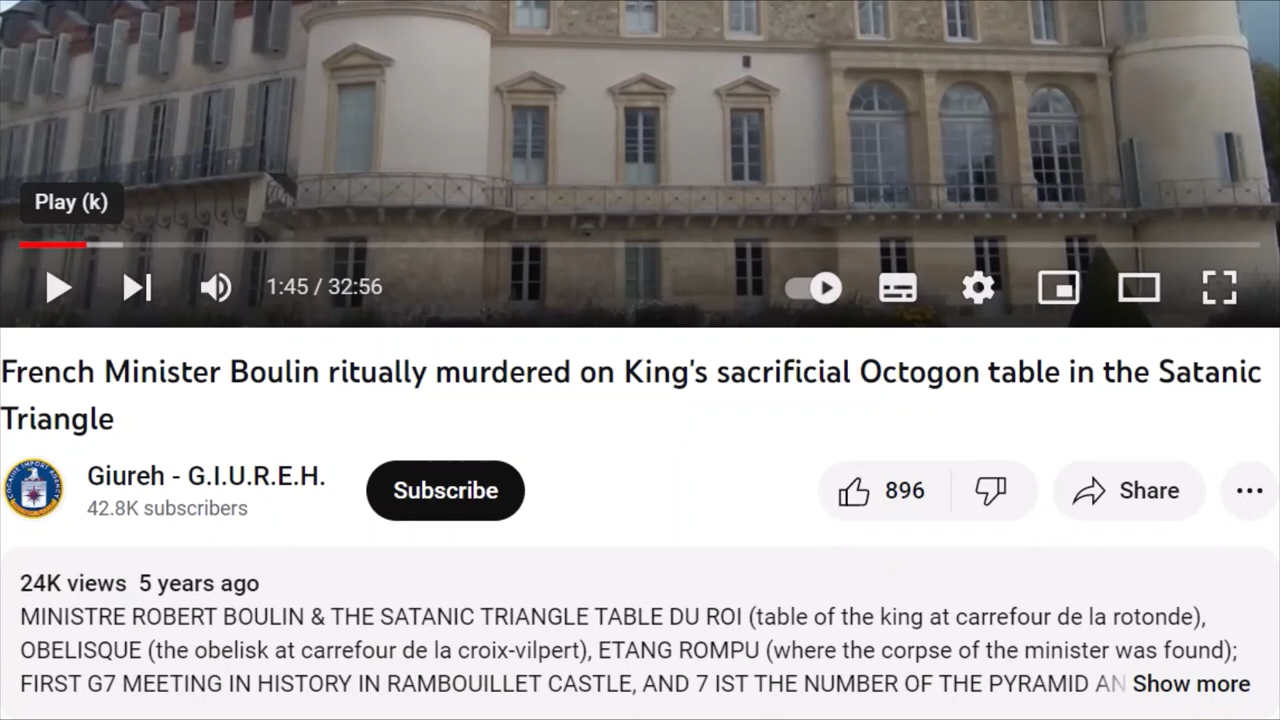 Play (k)
1:45 / 32:56
French Minister Boulin ritually murdered on King's sacrificial Octogon table in the Satanic
Triangle
COCAINE IMPORT AGENCY
Giureh - G.I.U.R.E.H.
42.8K subscribers
Subscribe
896
Share
24K views 5 years ago
MINISTRE ROBERT BOULIN & THE SATANIC TRIANGLE TABLE DU ROI (table of the king at carrefour de la rotonde),
OBELISQUE (the obelisk at carrefour de la croix-vilpert), ETANG ROMPU (where the corpse of the minister was found);
FIRST G7 MEETING IN HISTORY IN RAMBOUILLET CASTLE, AND 7 IST THE NUMBER OF THE PYRAMID AN Show more